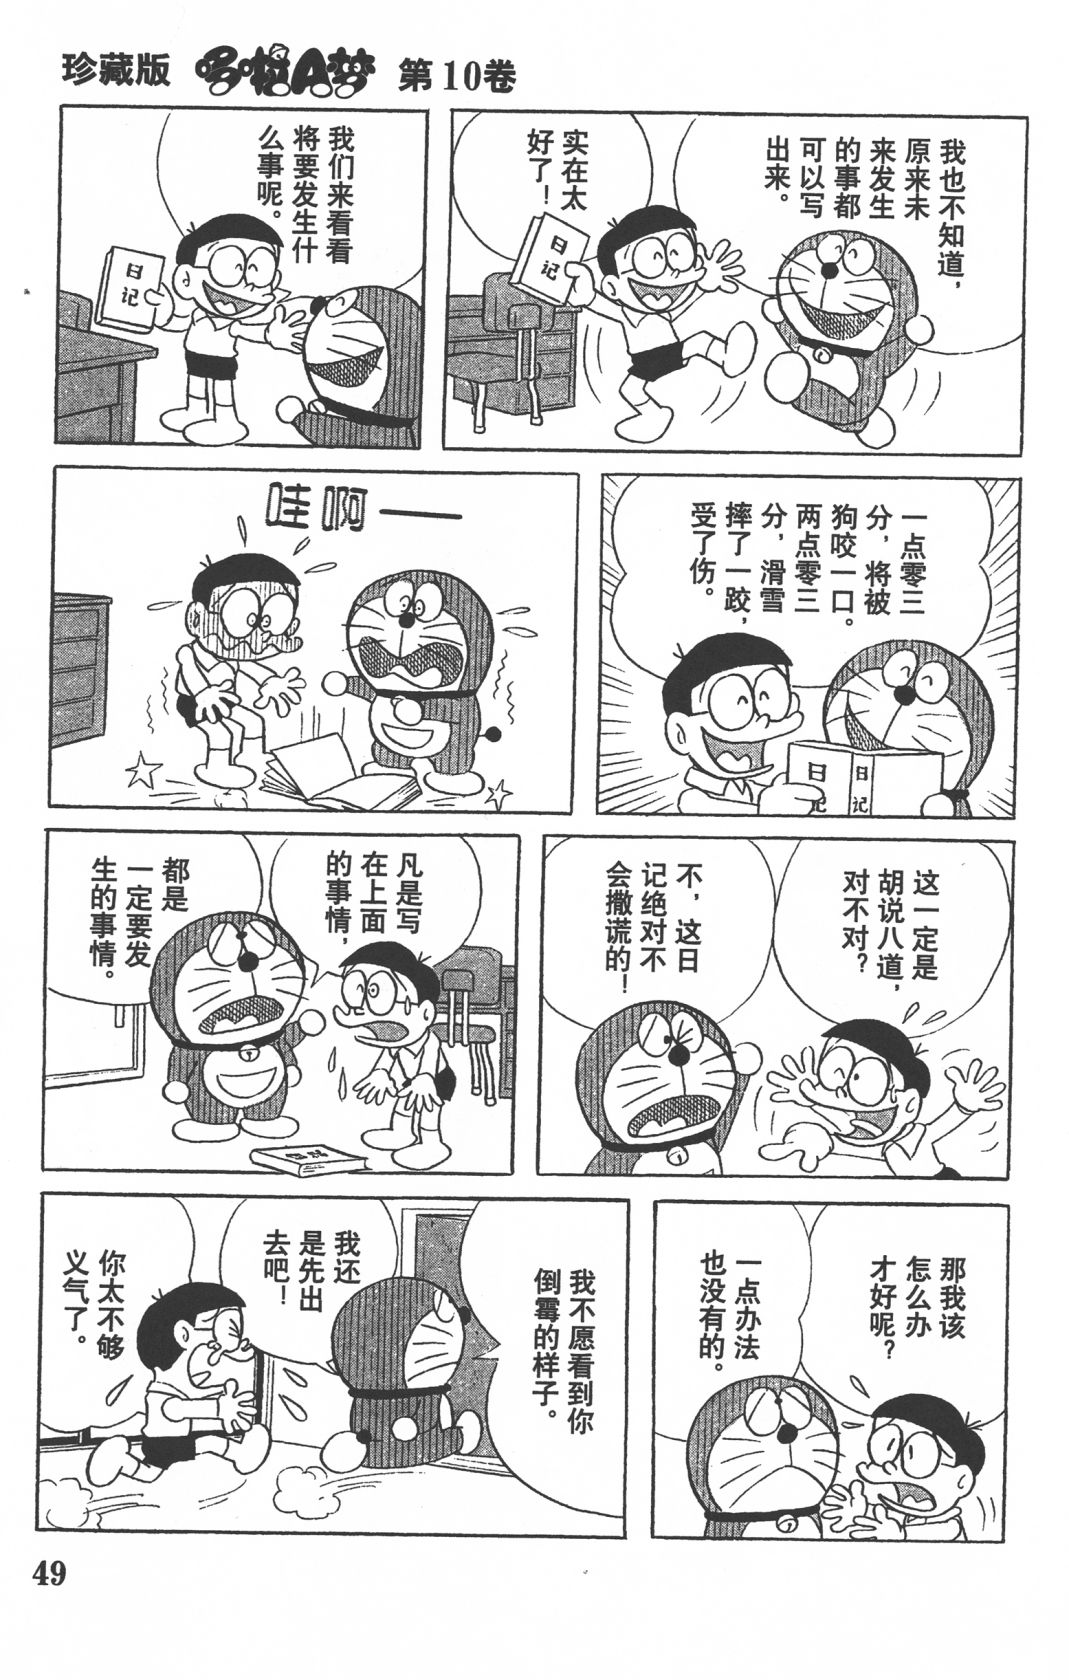 珍藏版 哆啦A梦 第10卷
我也不知道，
原来未
来发生
的事都
可以写
出来。
实在太
好了！
日记
我们来看看
将要发生什
么事呢。
日记
一点零三
分，将被
狗咬一口。
两点零三
分，滑雪
摔了一跤，
受了伤。
日记
日记
哇啊——
这一定是
胡说八道，
对不对？
不，这日
记绝对不
会撒谎的！
凡是写
在上面
的事情，
都是
一定要发
生的事情。
那我该
怎么办
才好呢？
一点办法
也没有的。
我不愿看到你
倒霉的样子。
我还
是先出
去吧！
你太不够
义气了。
49